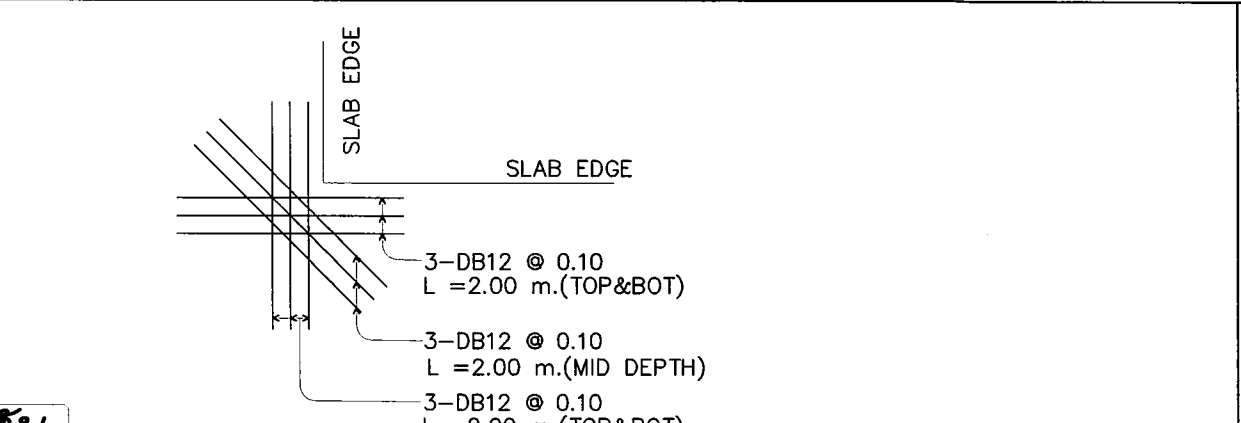 SLAB EDGE
SLAB EDGE
3-DB12 @ 0.10
L =2.00 m.(TOP&BOT)
3-DB12 @ 0.10
L =2.00 m.(MID DEPTH)
3-DB12 @ 0.10